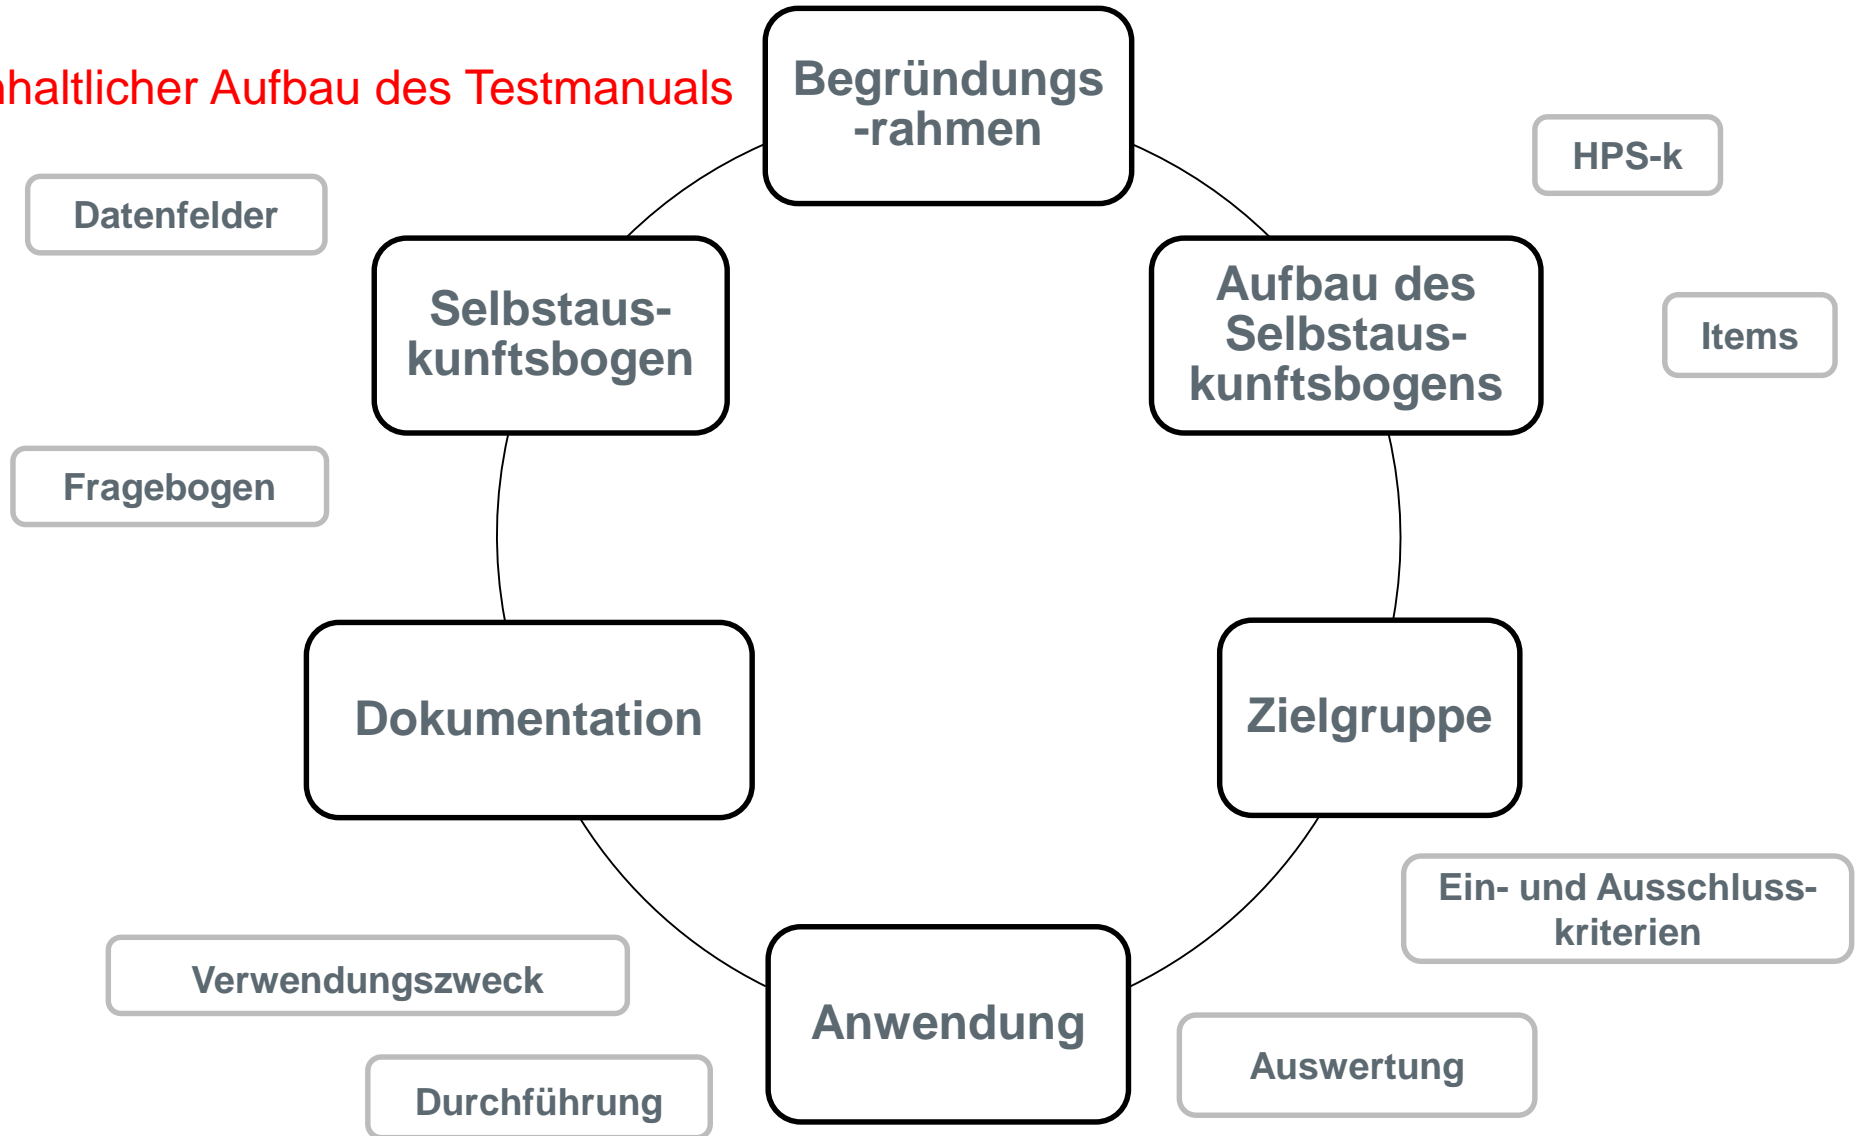 nhaltlicher Aufbau des Testmanuals
Begründungs
-rahmen
HPS-k
Datenfelder
Selbstaus-
kunftsbogen
Aufbau des
Selbstaus-
kunftsbogens
Items
Fragebogen
Dokumentation
Zielgruppe
Ein- und Ausschluss-
kriterien
Verwendungszweck
Anwendung
Auswertung
Durchführung